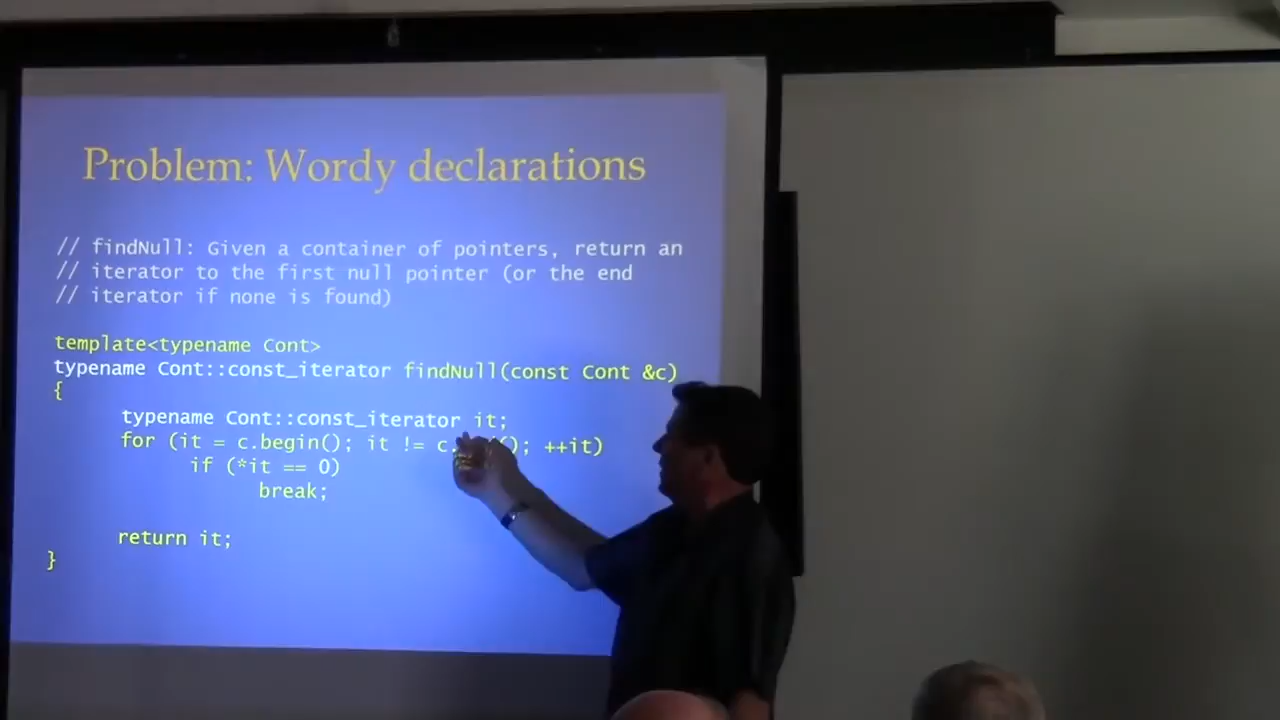 Problem: Wordy declarations
// findNull: Given a container of pointers, return an
// iterator to the first null pointer (or the end
// iterator if none is found)
template<typename Cont>
typename Cont::const_iterator findNull(const Cont &c)
{
typename Cont::const_iterator it;
for (it = c.begin(); it != c. (); ++it)
if (*it == 0)
break;
return it;
}